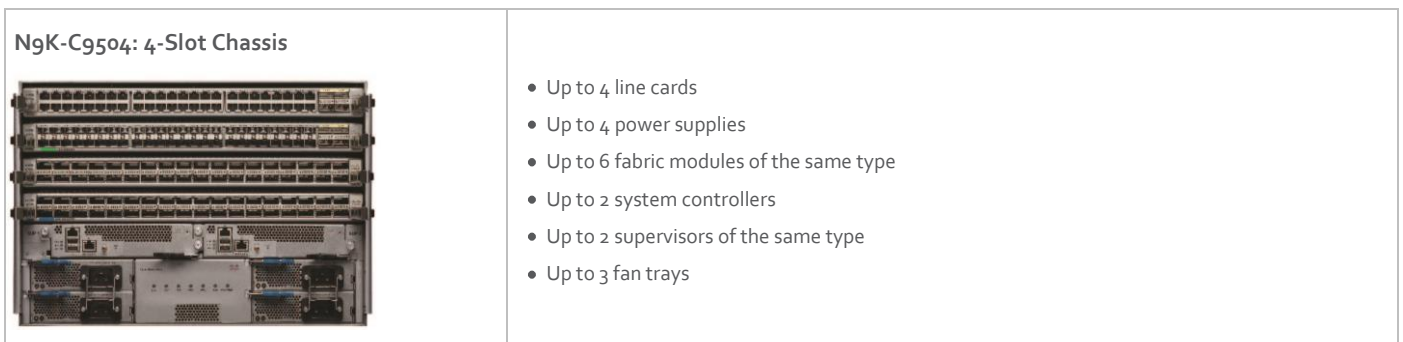 N9K-C9504: 4-Slot Chassis
● Up to 4 line cards
● Up to 4 power supplies
● Up to 6 fabric modules of the same type
● Up to 2 system controllers
● Up to 2 supervisors of the same type
● Up to 3 fan trays